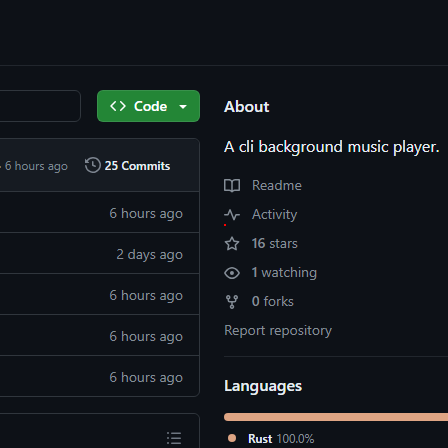 Code
6 hours ago
25 Commits
6 hours ago
2 days ago
6 hours ago
6 hours ago
6 hours ago
About
A cli background music player.
Readme
Activity
16 stars
1 watching
0 forks
Report repository
Languages
Rust 100.0%